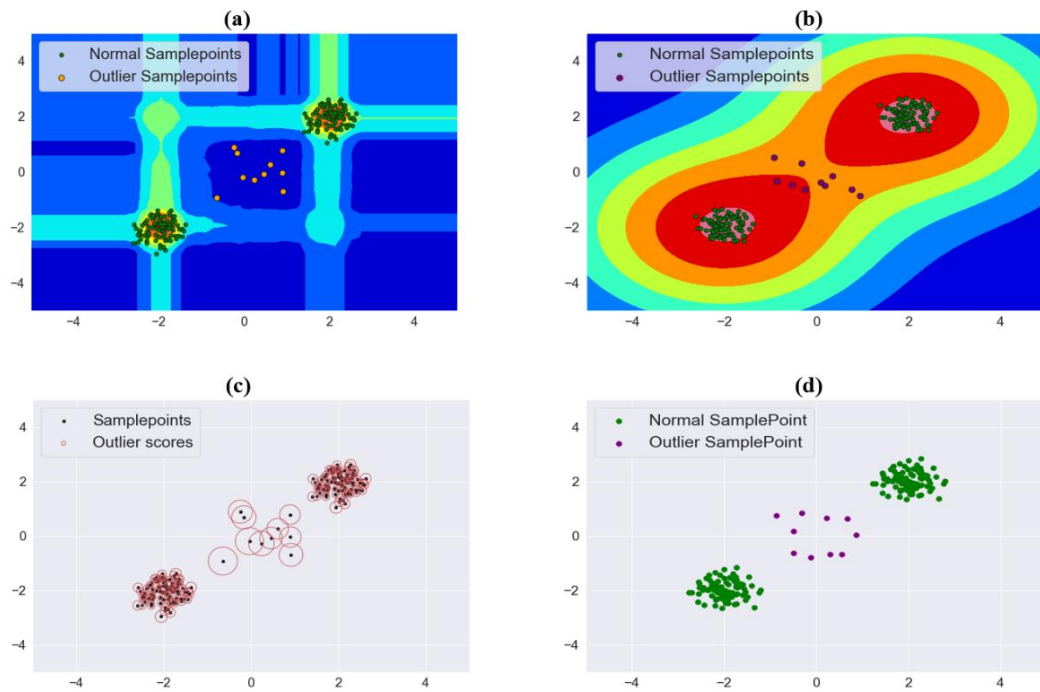 (a)
Normal Samplepoints
Outlier Samplepoints
4
2
0
−2
−4
−4 −2 0 2 4
(b)
Normal Samplepoints
Outlier Samplepoints
4
2
0
−2
−4
−4 −2 0 2 4
(c)
Samplepoints
Outlier scores
4
2
0
−2
−4
−4 −2 0 2 4
(d)
Normal SamplePoint
Outlier SamplePoint
4
2
0
−2
−4
−4 −2 0 2 4